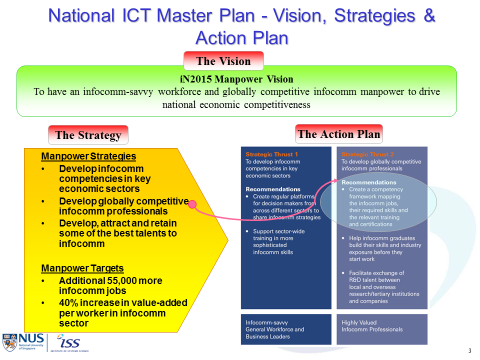 National ICT Master Plan - Vision, Strategies &
Action Plan
The Vision
iN2015 Manpower Vision
To have an infocomm-savvy workforce and globally competitive infocomm manpower to drive
national economic competitiveness
The Strategy
Manpower Strategies
• Develop infocomm
competencies in key
economic sectors
• Develop globally competitive
infocomm professionals
• Develop, attract and retain
some of the best talents to
infocomm
Manpower Targets
• Additional 55,000 more
infocomm jobs
• 40% increase in value-added
per worker in infocomm
sector
The Action Plan
Strategic Thrust 1
To develop infocomm
competencies in key
economic sectors
Recommendations
• Create regular platforms
for decision makers from
across different sectors to
share infocomm strategies
• Support sector-wide
training in more
sophisticated
infocomm skills
Infocomm-savvy
General Workforce and
Business Leaders
Strategic Thrust 2
To develop globally competitive
infocomm professionals
Recommendations
• Create a competency
framework mapping
the infocomm jobs,
their required skills and
the relevant training
and certifications
• Help infocomm graduates
build their skills and industry
exposure before they
start work
• Facilitate exchange of
R&D talent between
local and overseas
research/tertiary institutions
and companies
Highly Valued
Infocomm Professionals
NUS
National University
of Singapore
iss
INSTITUTE OF SYSTEMS SCIENCE
3